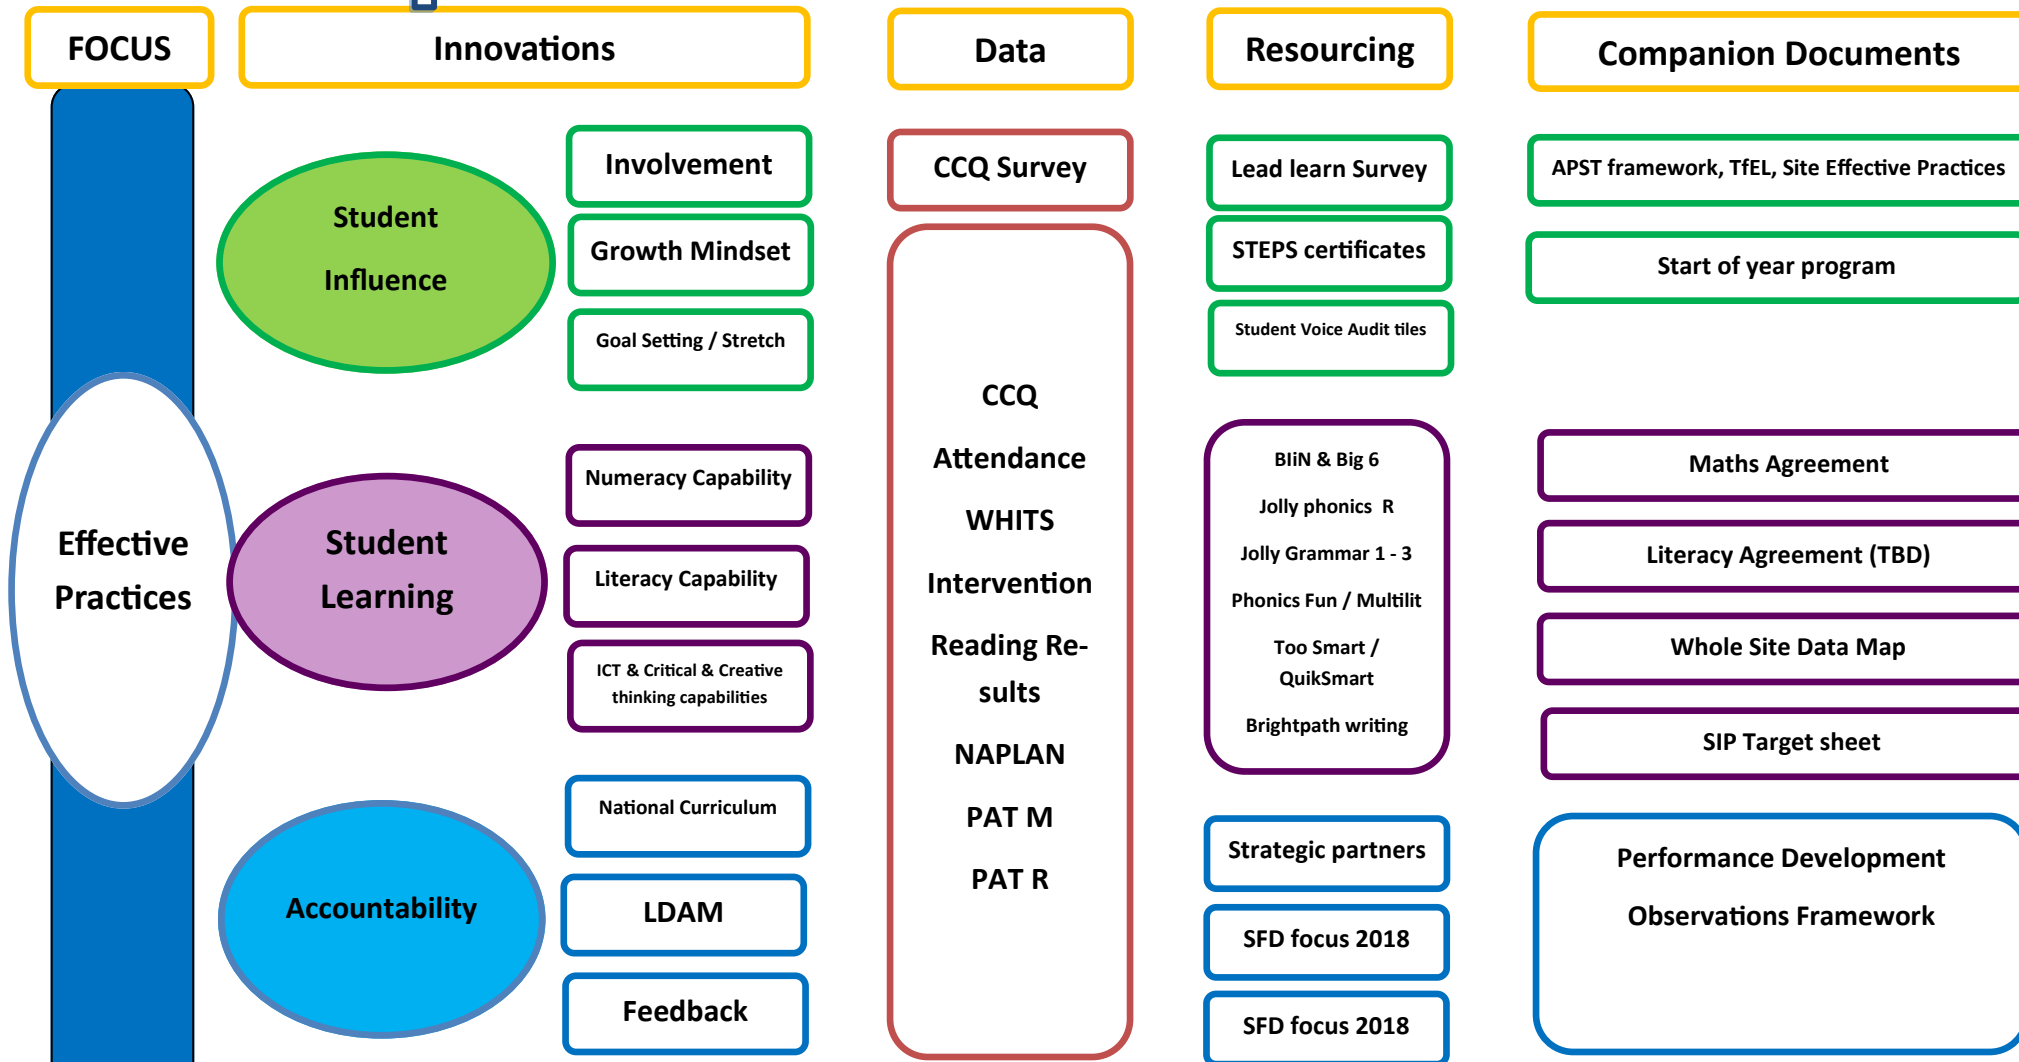 FOCUS
Innovations
Data
Resourcing
Companion Documents
Effective
Practices
Student
Influence
Involvement
Growth Mindset
Goal Setting / Stretch
CCQ Survey
Lead learn Survey
STEPS certificates
Student Voice Audit tiles
APST framework, TfEL, Site Effective Practices
Start of year program
Student
Learning
Numeracy Capability
Literacy Capability
ICT & Critical & Creative
thinking capabilities
CCQ
Attendance
WHITS
Intervention
Reading Re-
sults
NAPLAN
PAT M
PAT R
BIiN & Big 6
Jolly phonics  R
Jolly Grammar 1 - 3
Phonics Fun / Multilit
Too Smart /
QuikSmart
Brightpath writing
Maths Agreement
Literacy Agreement (TBD)
Whole Site Data Map
SIP Target sheet
Accountability
National Curriculum
LDAM
Feedback
Strategic partners
SFD focus 2018
SFD focus 2018
Performance Development
Observations Framework